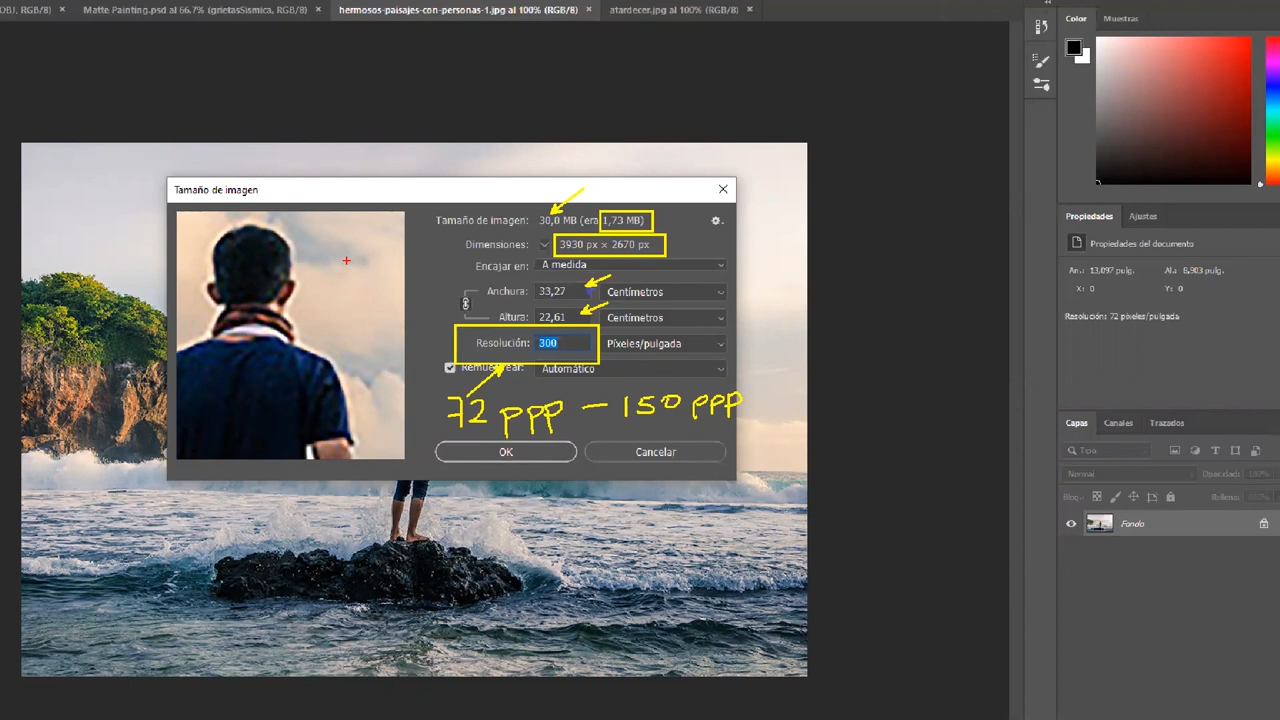 OBJ, RGB/8) × Matte Painting.psd al 66.7% (grietasSismica, RGB/8) × hermosos-paisajes-con-personas-1.jpg al 100% (RGB/8) × atardecer.jpg al 100% (RGB/8) ×
Color Muestras
Tamaño de imagen
Tamaño de imagen: 30,0 MB (era 1,73 MB)
Dimensiones: 3930 px × 2670 px
Encajar en: A medida
Anchura: 33,27 Centímetros
Altura: 22,61 Centímetros
Resolución: 300 Píxeles/pulgada
Remuestrear: Automático
72 ppp - 150 ppp
OK Cancelar
Propiedades Ajustes
Propiedades del documento
An.: 13,097 pulg. Al.: 8,903 pulg.
X: 0 Y: 0
Resolución: 72 píxeles/pulgada
Capas Canales Trazados
Tipo
Normal Opacidad: 100%
Bloq.: Relleno: 100%
Fondo